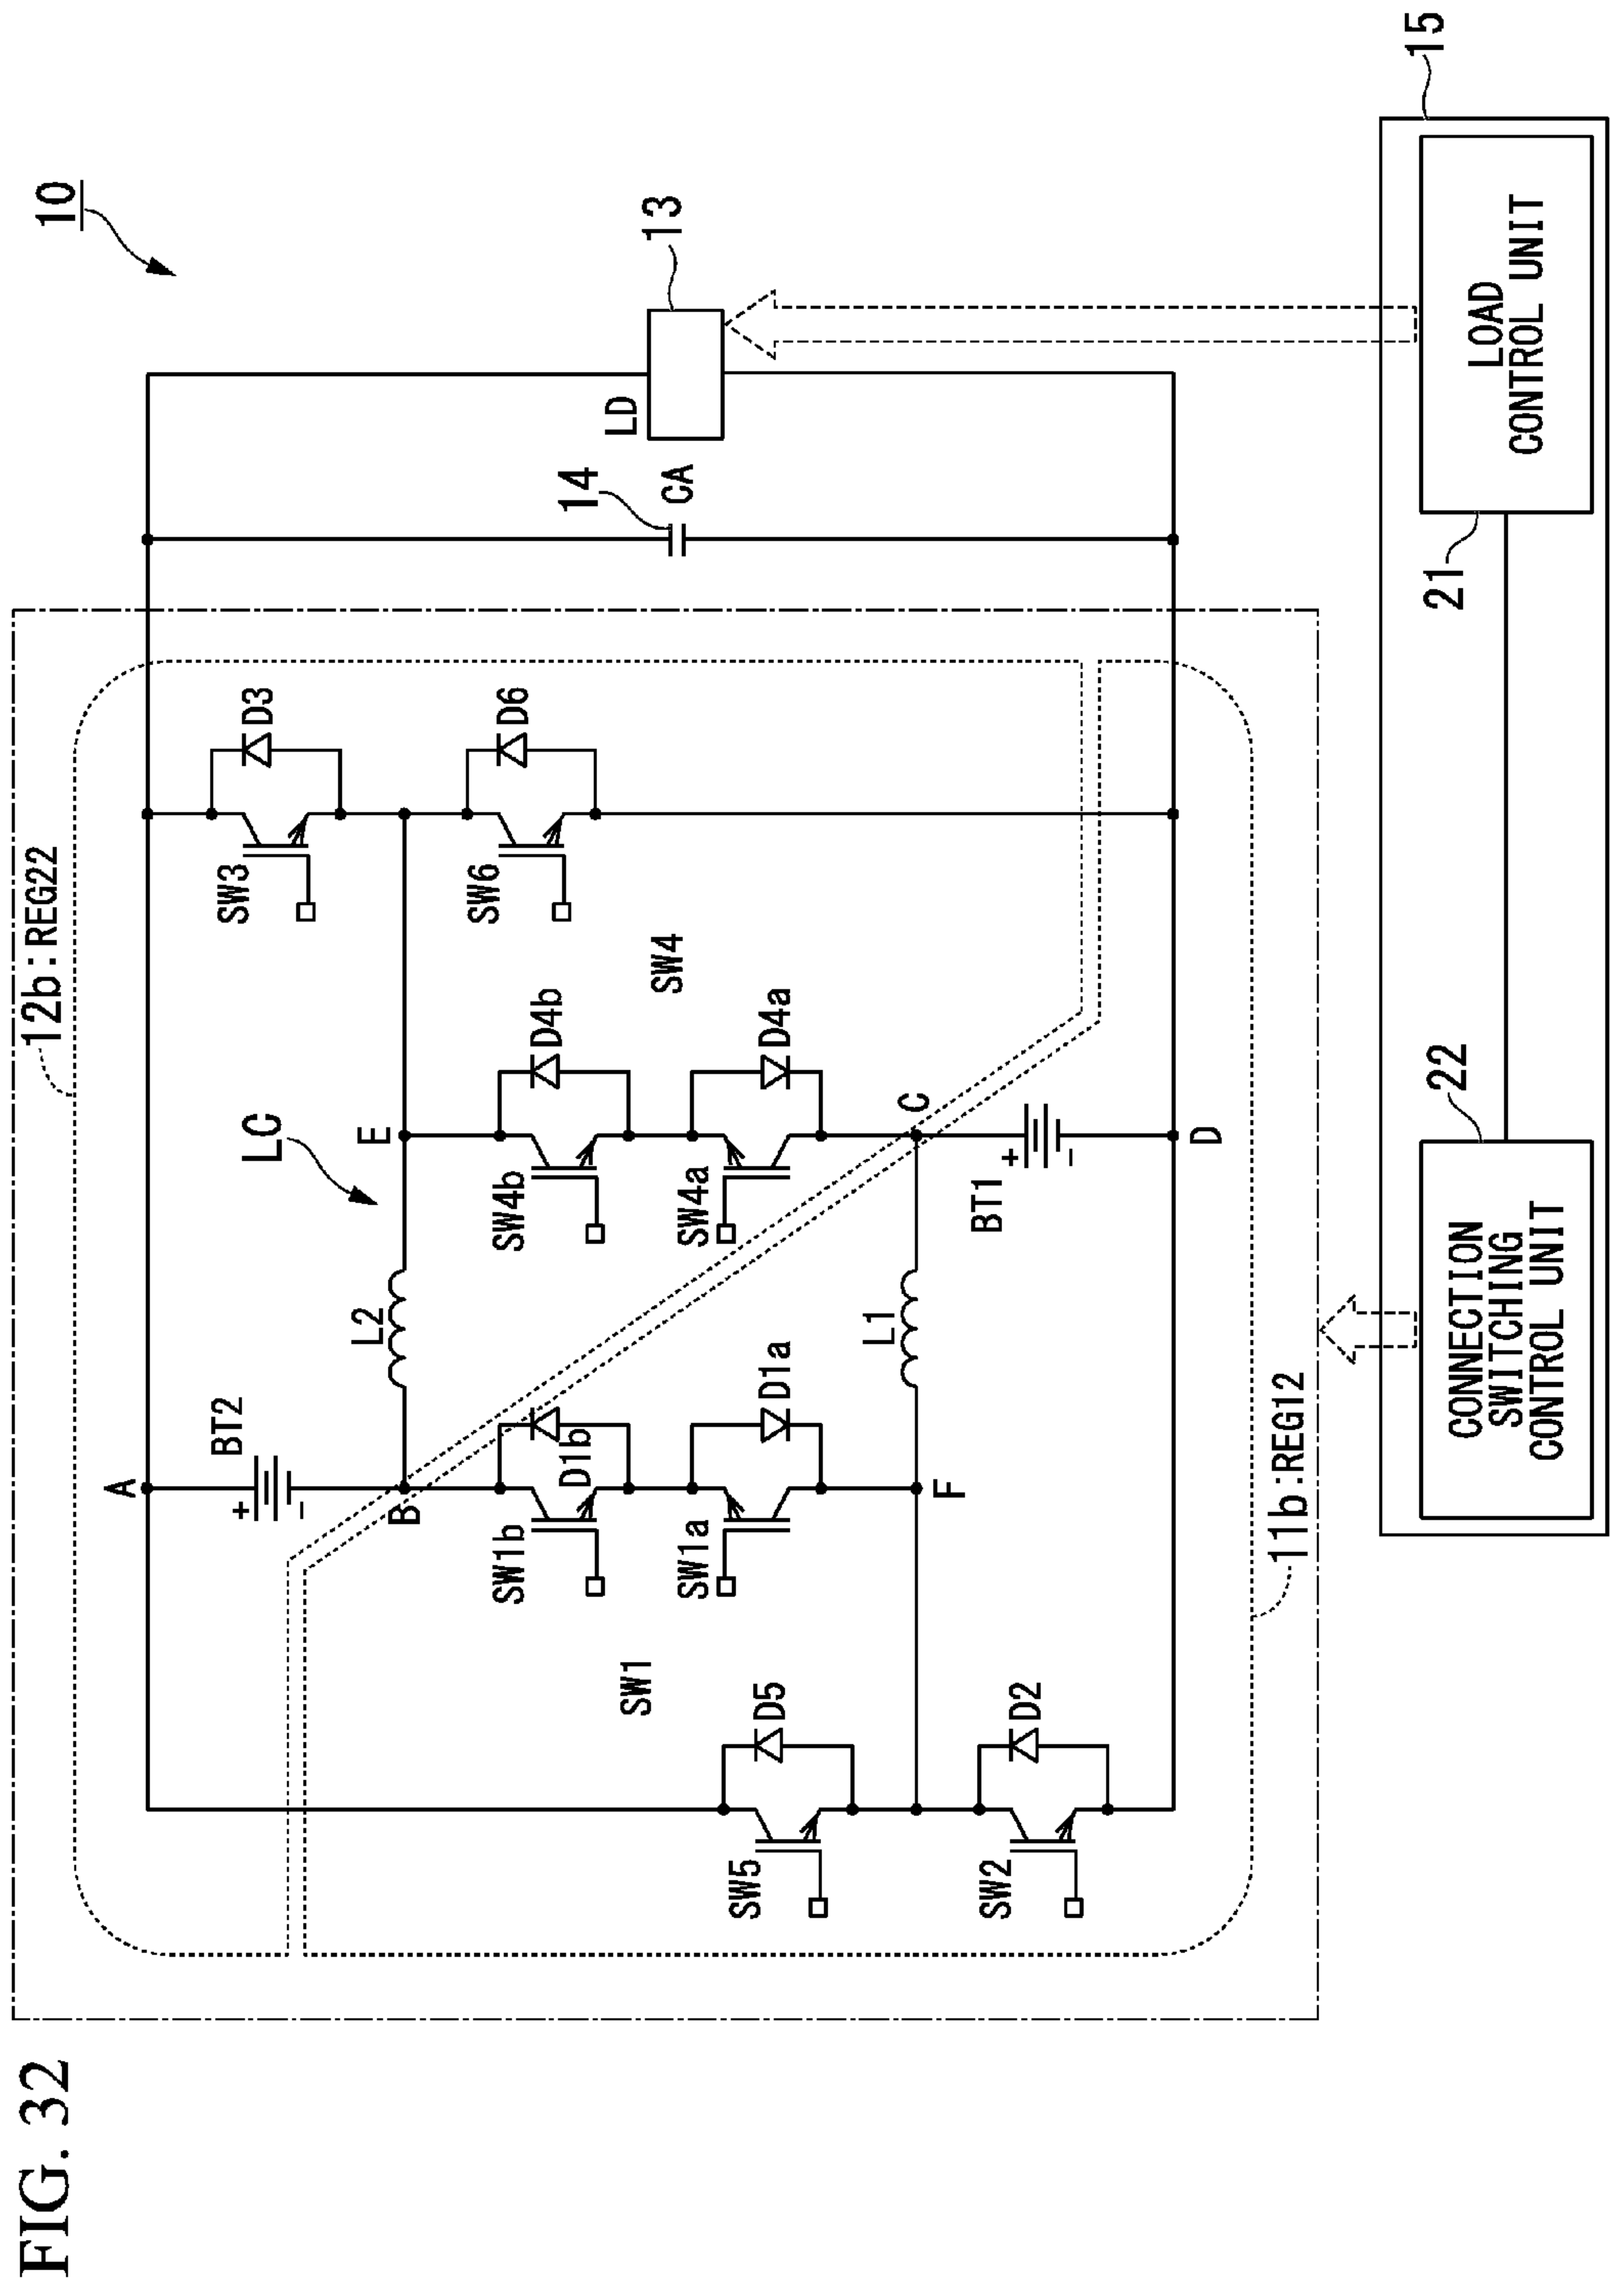 FIG. 32
10
12b:REG22
A
BT2
+
-
B
L2
LC
E
SW3
D3
SW6
D6
14
CA
LD
13
SW1b
D1b
SW1a
D1a
SW1
SW4b
D4b
SW4a
D4a
SW4
SW5
D5
SW2
D2
F
L1
C
BT1
+
-
D
11b:REG12
15
22
CONNECTION
SWITCHING
CONTROL UNIT
21
LOAD
CONTROL UNIT